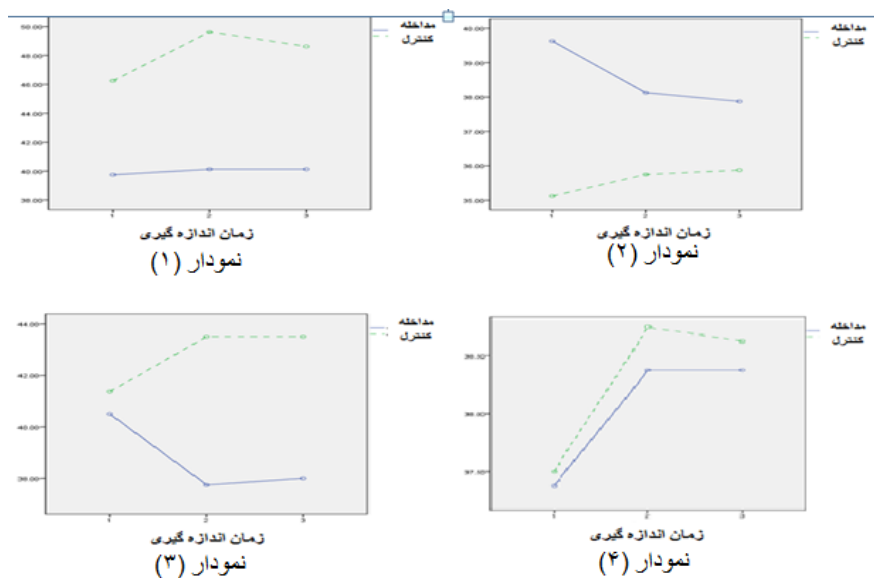 مداخله
کنترل
50.00
48.00
46.00
44.00
42.00
40.00
38.00
1 2 3
زمان اندازه گیری
نمودار (۱)
مداخله
کنترل
40.00
39.00
38.00
37.00
36.00
35.00
1 2 3
زمان اندازه گیری
نمودار (۲)
مداخله
کنترل
44.00
42.00
40.00
38.00
1 2 3
زمان اندازه گیری
نمودار (۳)
مداخله
کنترل
1 2 3
زمان اندازه گیری
نمودار (۴)